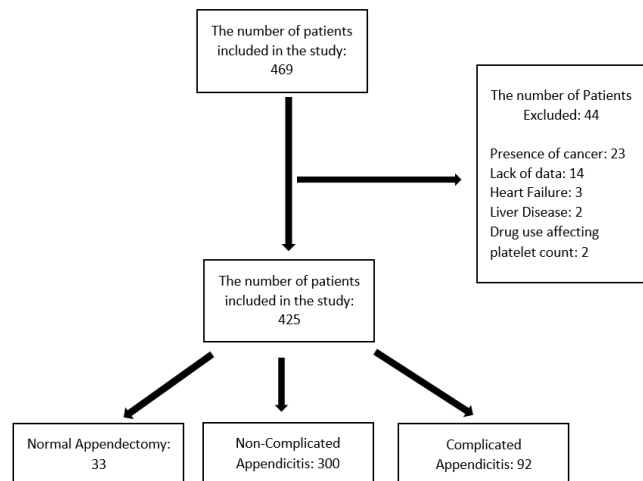 The number of patients
included in the study:
469
The number of Patients
Excluded: 44
Presence of cancer: 23
Lack of data: 14
Heart Failure: 3
Liver Disease: 2
Drug use affecting
platelet count: 2
The number of patients
included in the study:
425
Normal Appendectomy:
33
Non-Complicated
Appendicitis: 300
Complicated
Appendicitis: 92